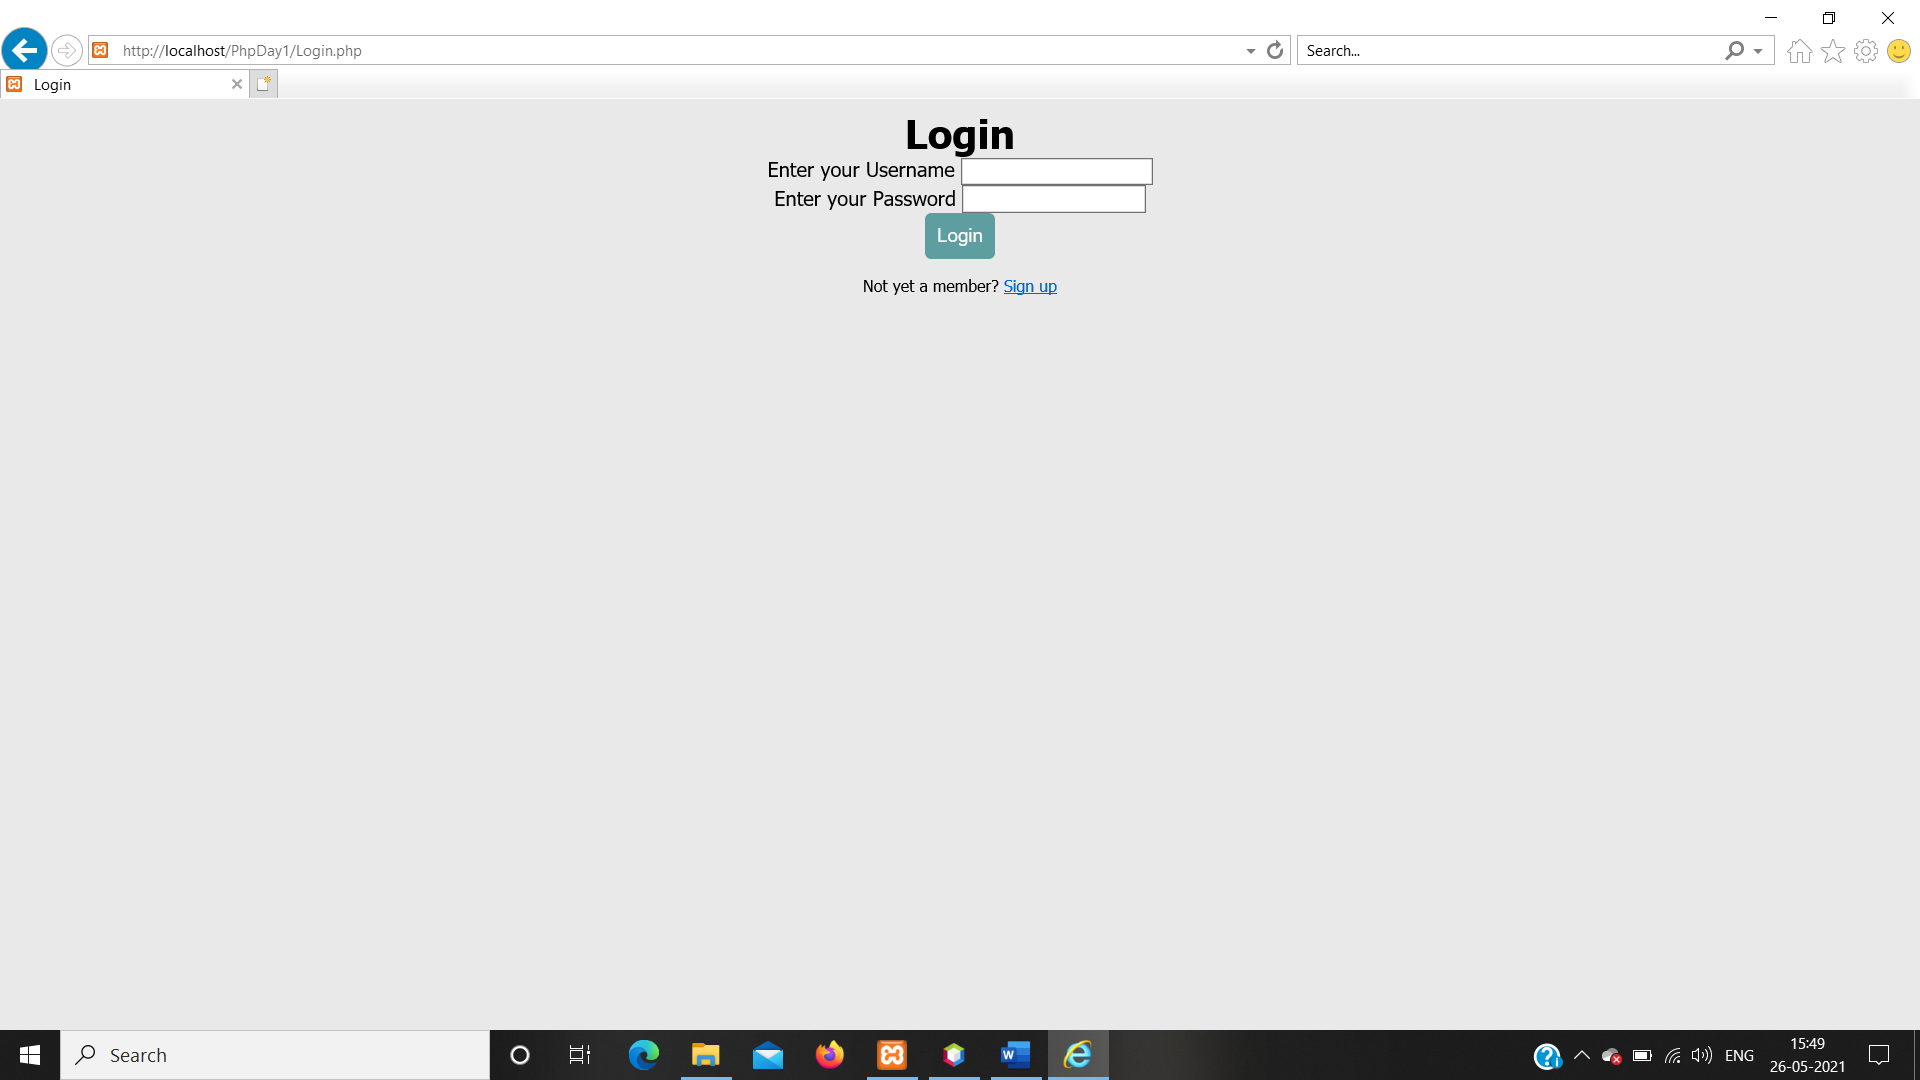 http://localhost/PhpDay1/Login.php
Search...
Login
Login
Enter your Username
Enter your Password
Login
Not yet a member? Sign up
Search
W
ENG
15:49
26-05-2021